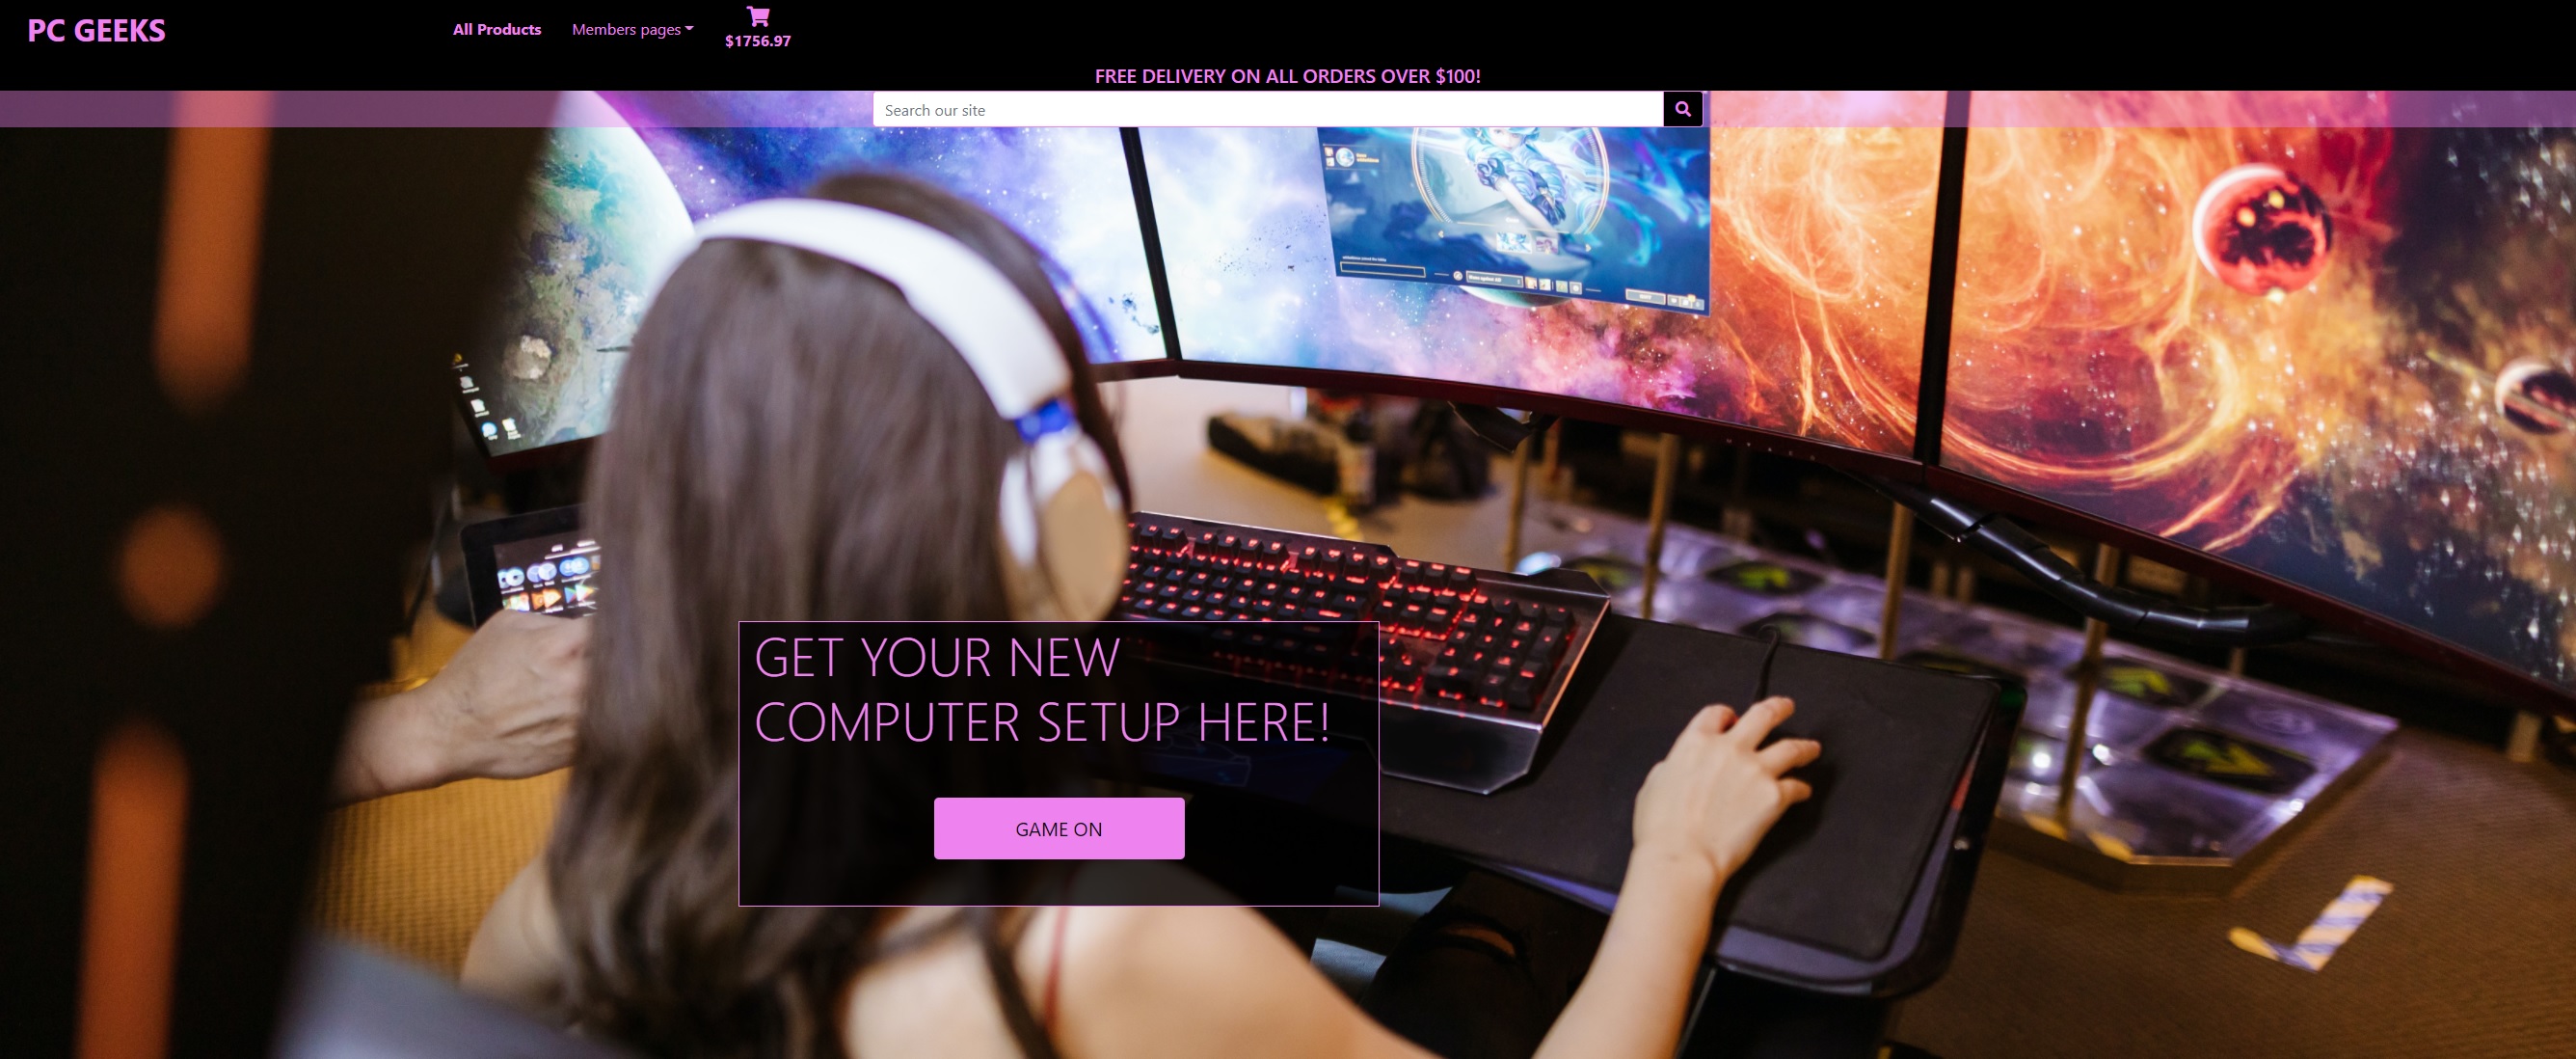 PC GEEKS
All Products
Members pages
$1756.97
FREE DELIVERY ON ALL ORDERS OVER $100!
Search our site
GET YOUR NEW
COMPUTER SETUP HERE!
GAME ON